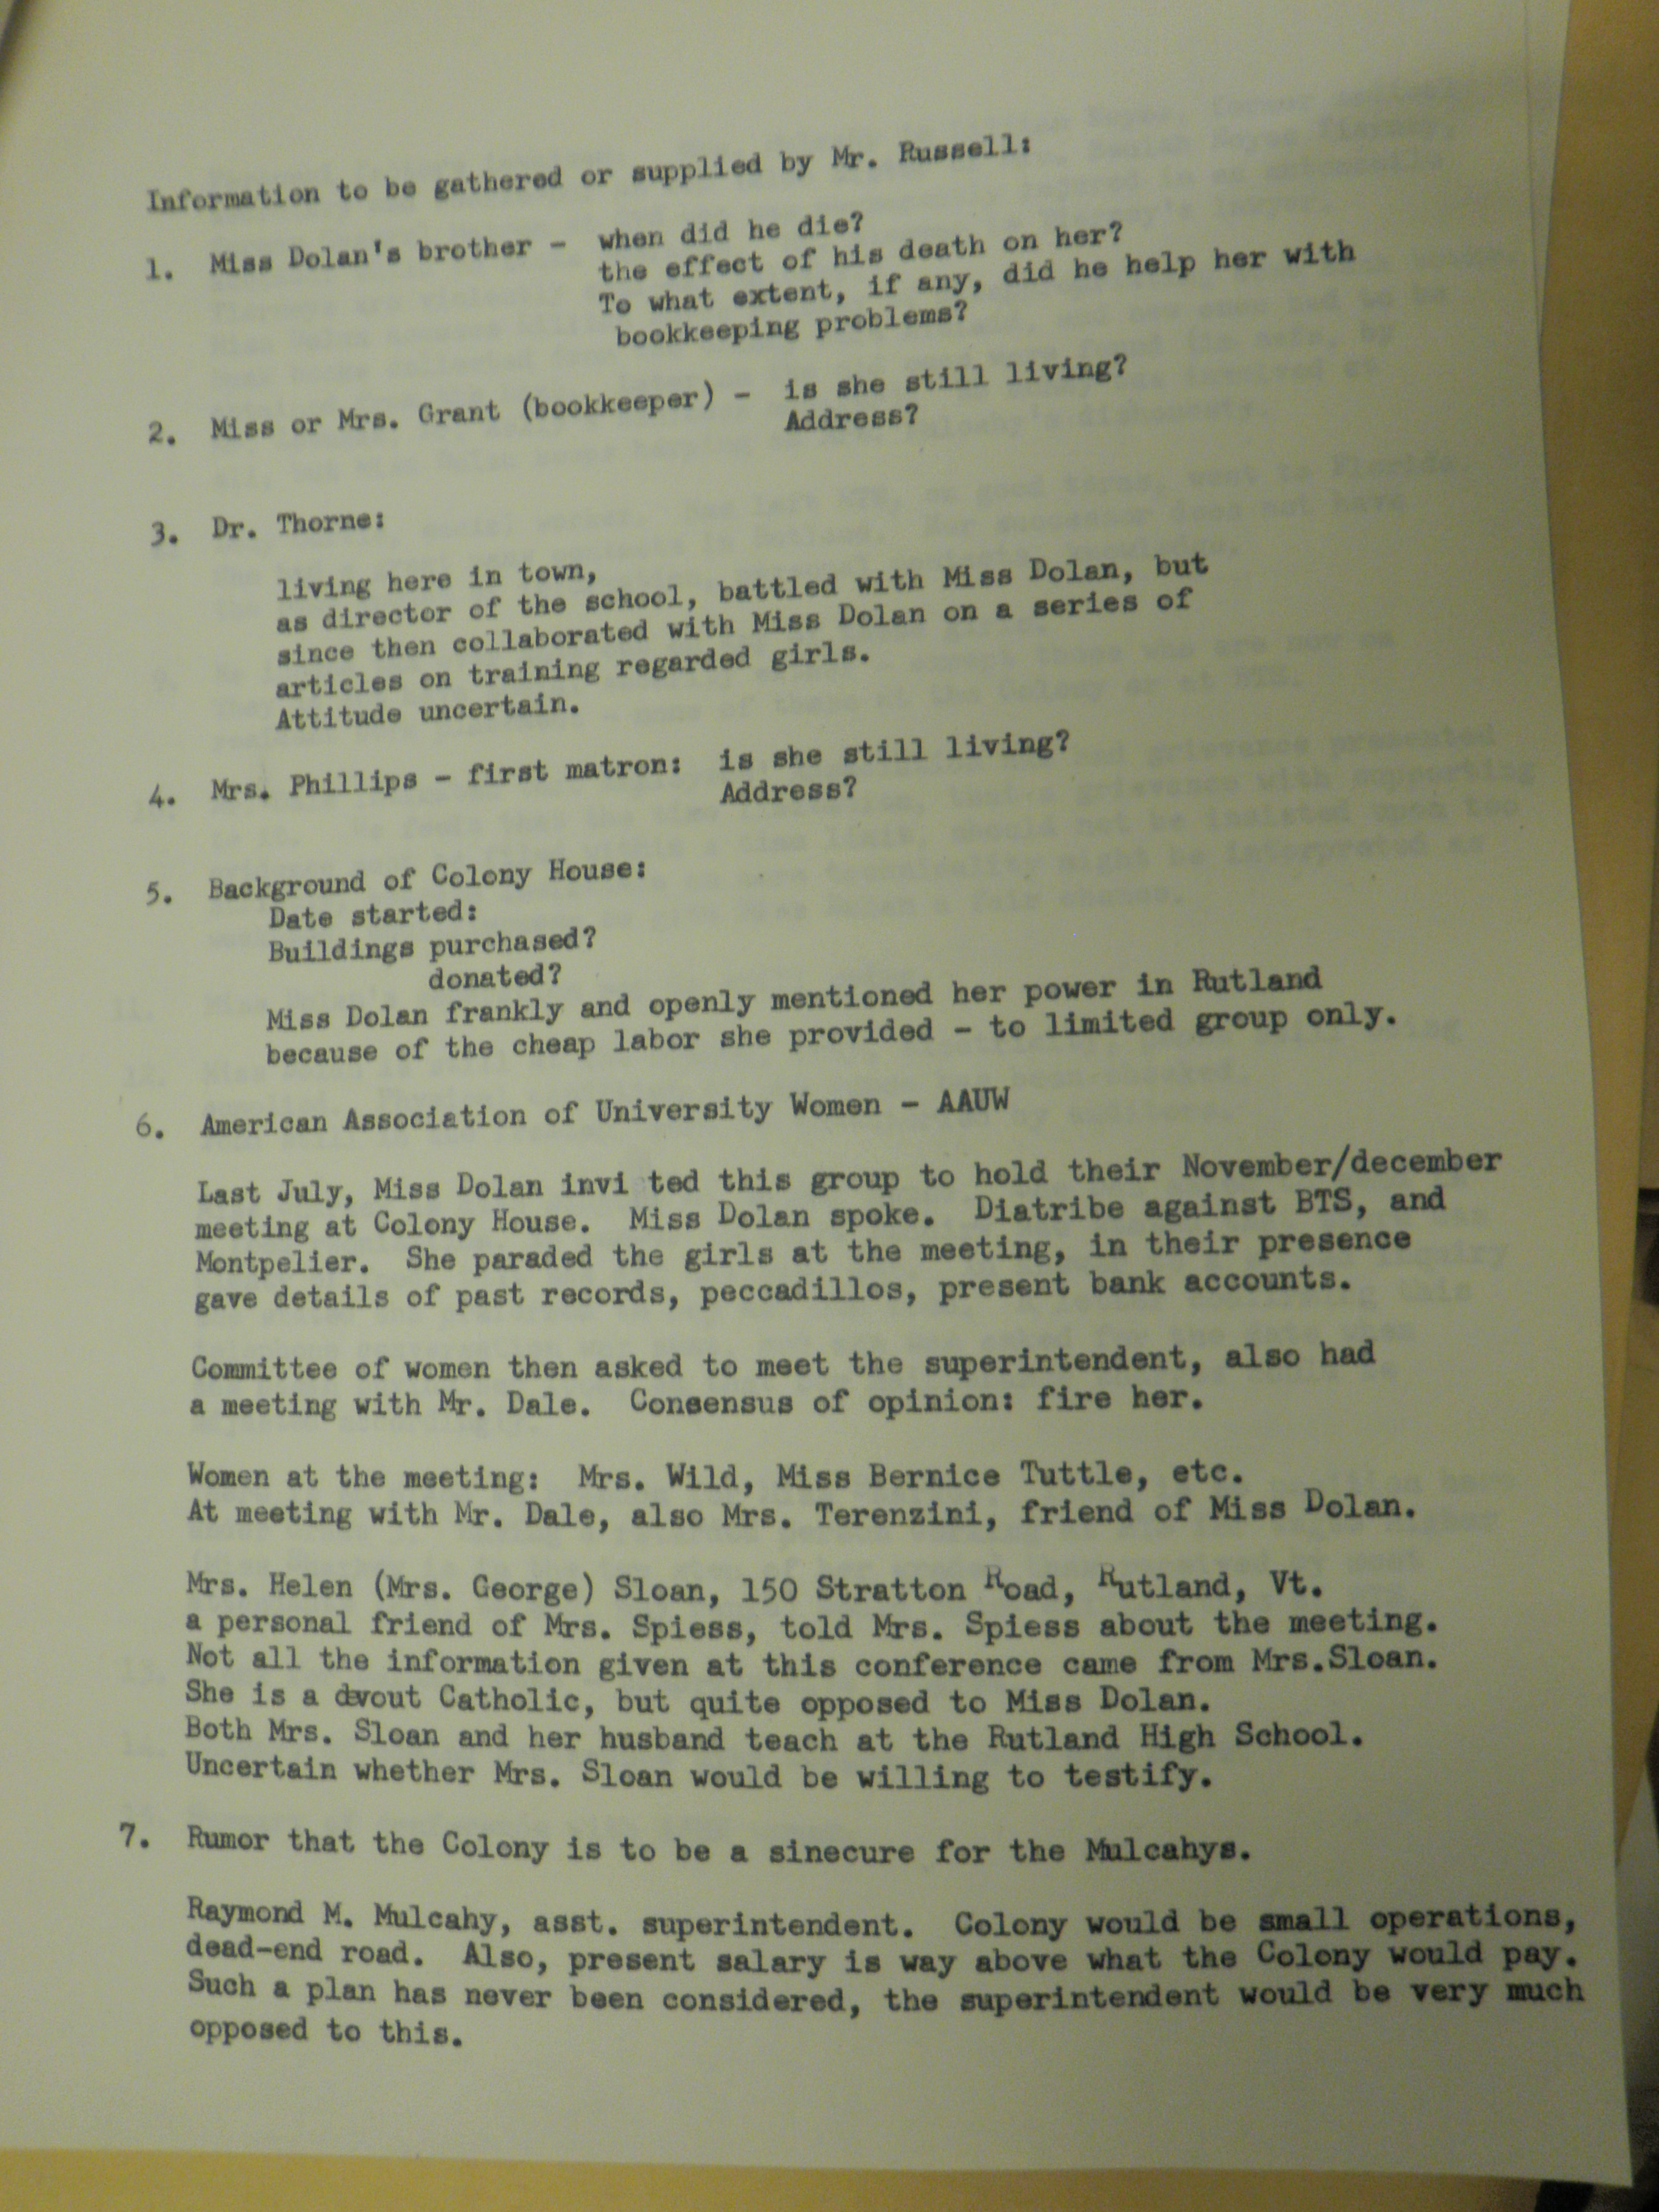 Information to be gathered or supplied by Mr. Russell:
1. Miss Dolan's brother - when did he die?
the effect of his death on her?
To what extent, if any, did he help her with
bookkeeping problems?
2. Miss or Mrs. Grant (bookkeeper) - is she still living?
Address?
3. Dr. Thorne:
living here in town,
as director of the school, battled with Miss Dolan, but
since then collaborated with Miss Dolan on a series of
articles on training regarded girls.
Attitude uncertain.
4. Mrs. Phillips - first matron: is she still living?
Address?
5. Background of Colony House:
Date started:
Buildings purchased?
donated?
Miss Dolan frankly and openly mentioned her power in Rutland
because of the cheap labor she provided - to limited group only.
6. American Association of University Women - AAUW
Last July, Miss Dolan invi ted this group to hold their November/december
meeting at Colony House. Miss Dolan spoke. Diatribe against BTS, and
Montpelier. She paraded the girls at the meeting, in their presence
gave details of past records, peccadillos, present bank accounts.
Committee of women then asked to meet the superintendent, also had
a meeting with Mr. Dale. Consensus of opinion: fire her.
Women at the meeting: Mrs. Wild, Miss Bernice Tuttle, etc.
At meeting with Mr. Dale, also Mrs. Terenzini, friend of Miss Dolan.
Mrs. Helen (Mrs. George) Sloan, 150 Stratton Road, Rutland, Vt.
a personal friend of Mrs. Spiess, told Mrs. Spiess about the meeting.
Not all the information given at this conference came from Mrs.Sloan.
She is a devout Catholic, but quite opposed to Miss Dolan.
Both Mrs. Sloan and her husband teach at the Rutland High School.
Uncertain whether Mrs. Sloan would be willing to testify.
7. Rumor that the Colony is to be a sinecure for the Mulcahys.
Raymond M. Mulcahy, asst. superintendent. Colony would be small operations,
dead-end road. Also, present salary is way above what the Colony would pay.
Such a plan has never been considered, the superintendent would be very much
opposed to this.